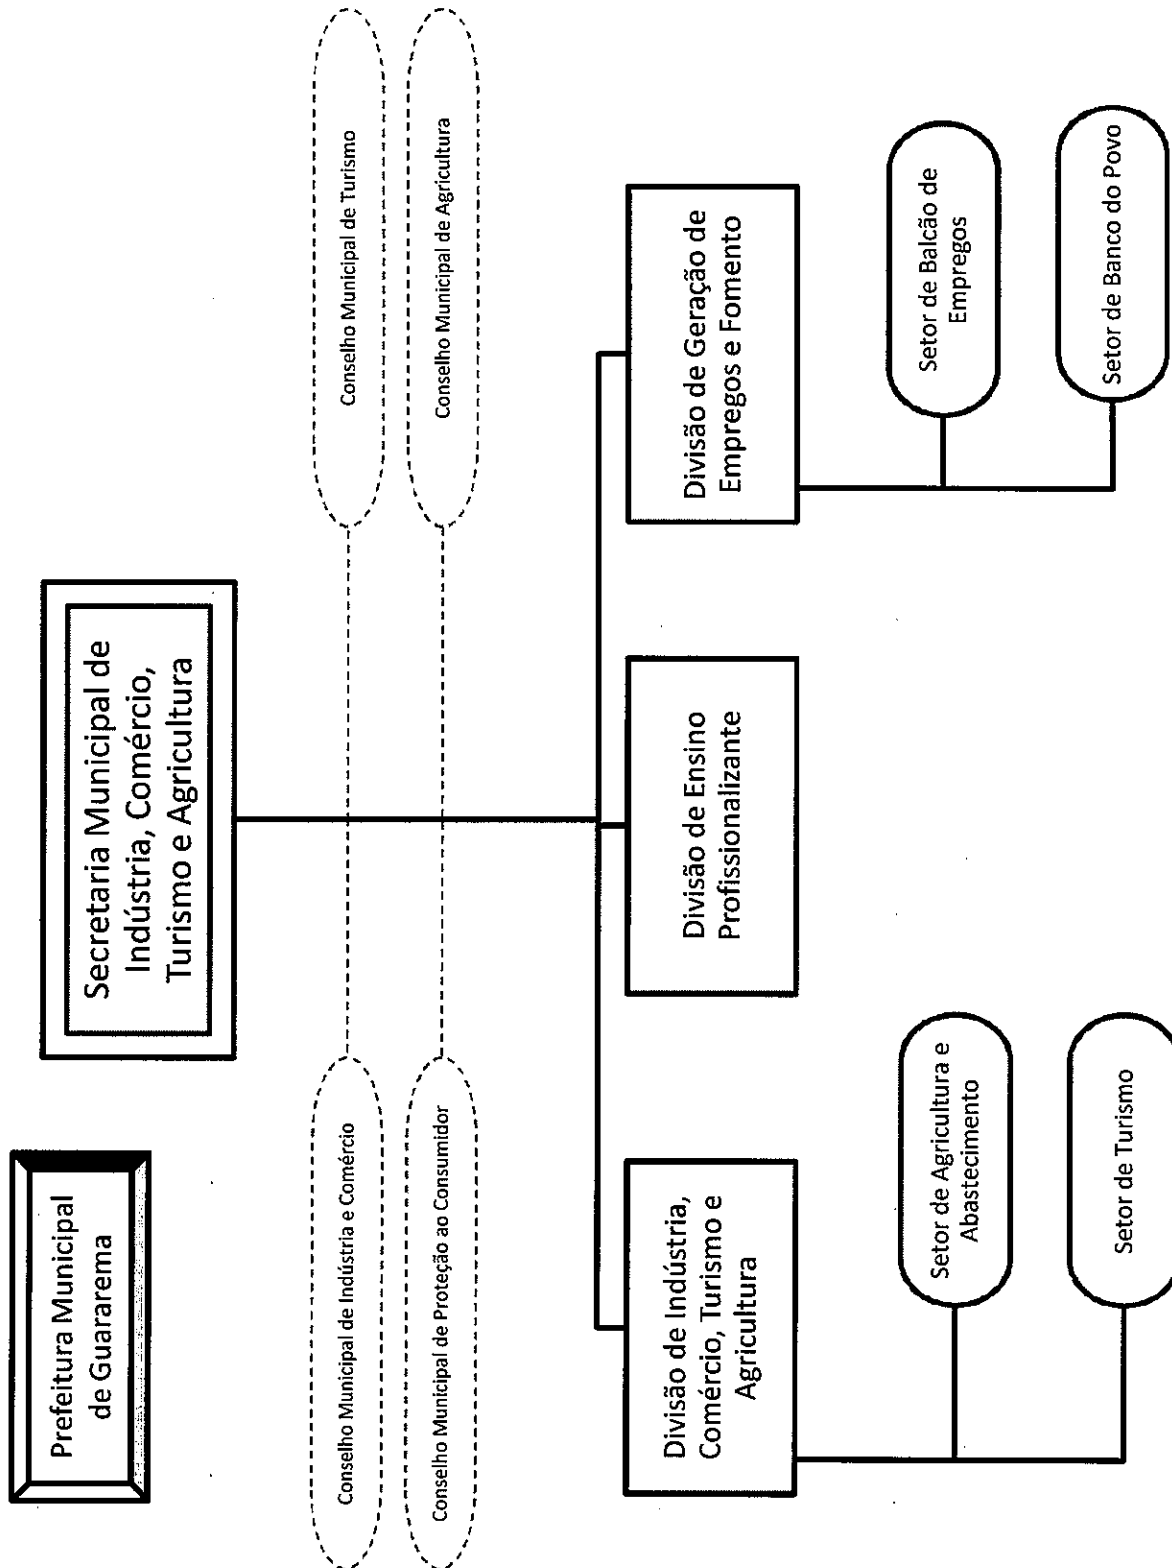 Prefeitura Municipal
de Guararema
Secretaria Municipal de
Indústria, Comércio,
Turismo e Agricultura
Conselho Municipal de Indústria e Comércio
Conselho Municipal de Turismo
Conselho Municipal de Proteção ao Consumidor
Conselho Municipal de Agricultura
Divisão de Indústria,
Comércio, Turismo e
Agricultura
Divisão de Ensino
Profissionalizante
Divisão de Geração de
Empregos e Fomento
Setor de Agricultura e
Abastecimento
Setor de Turismo
Setor de Balcão de
Empregos
Setor de Banco do Povo